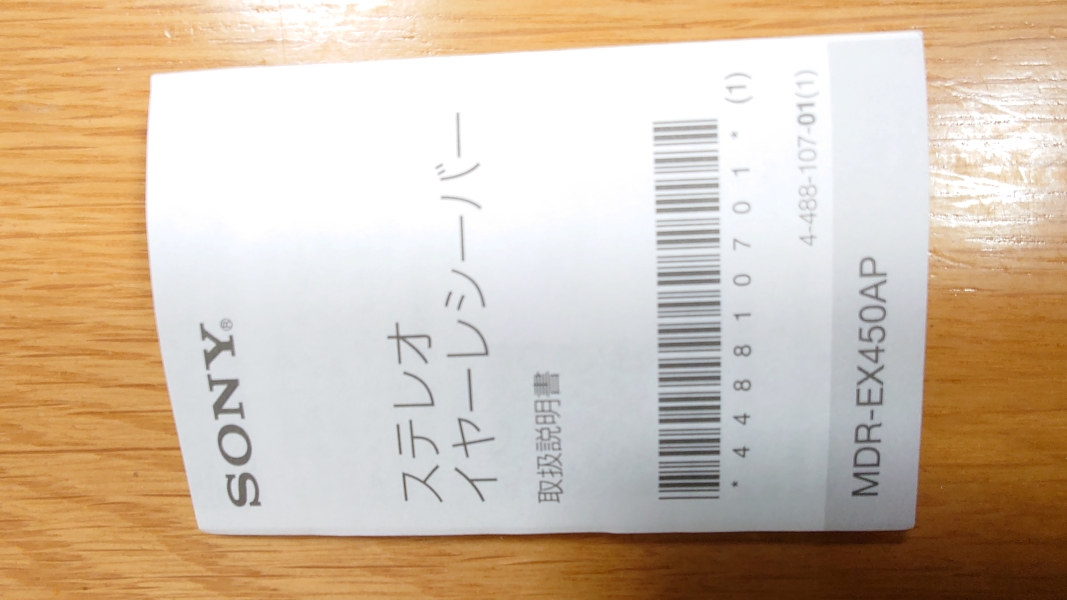 SONY®
ステレオ
イヤーレシーバー
取扱説明書
* 4 4 8 8 1 0 7 0 1 * (1)
4-488-107-01(1)
MDR-EX450AP